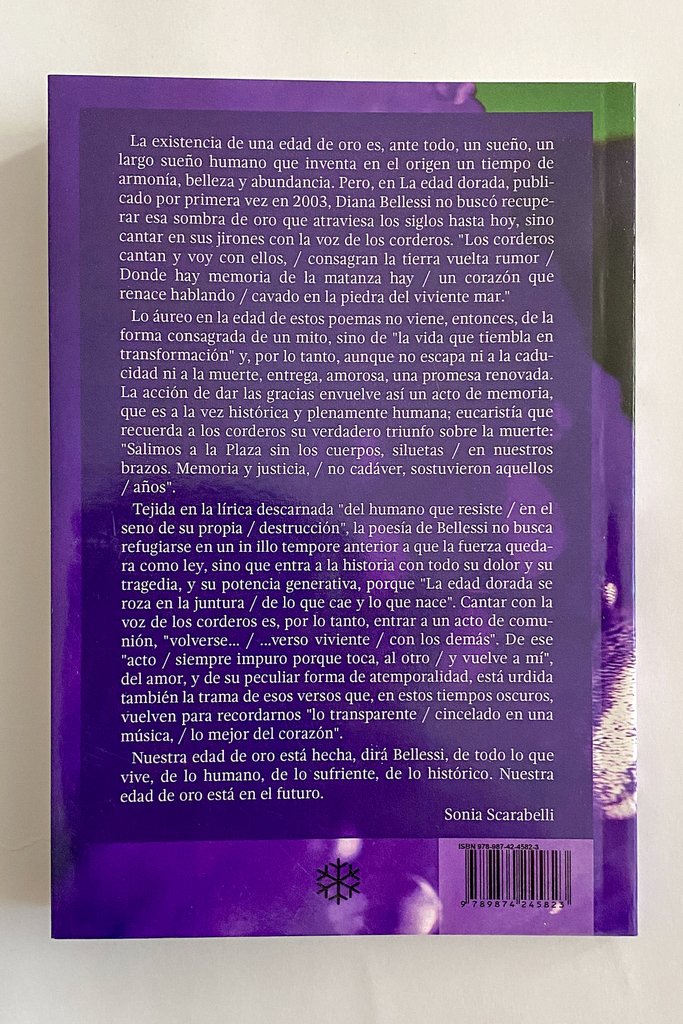 La existencia de una edad de oro es, ante todo, un sueño, un
largo sueño humano que inventa en el origen un tiempo de
armonía, belleza y abundancia. Pero, en La edad dorada, publi-
cado por primera vez en 2003, Diana Bellessi no buscó recupe-
rar esa sombra de oro que atraviesa los siglos hasta hoy, sino
cantar en sus jirones con la voz de los corderos. "Los corderos
cantan y voy con ellos, / consagran la tierra vuelta rumor /
Donde hay memoria de la matanza hay / un corazón que
renace hablando / cavado en la piedra del viviente mar."
Lo áureo en la edad de estos poemas no viene, entonces, de la
forma consagrada de un mito, sino de "la vida que tiembla en
transformación" y, por lo tanto, aunque no escapa ni a la cadu-
cidad ni a la muerte, entrega, amorosa, una promesa renovada.
La acción de dar las gracias envuelve así un acto de memoria,
que es a la vez histórica y plenamente humana; eucaristía que
recuerda a los corderos su verdadero triunfo sobre la muerte:
"Salimos a la Plaza sin los cuerpos, siluetas / en nuestros
brazos. Memoria y justicia, / no cadáver, sostuvieron aquellos
/ años".
Tejida en la lírica descarnada "del humano que resiste / en el
seno de su propia / destrucción", la poesía de Bellessi no busca
refugiarse en un in illo tempore anterior a que la fuerza queda-
ra como ley, sino que entra a la historia con todo su dolor y su
tragedia, y su potencia generativa, porque "La edad dorada se
roza en la juntura / de lo que cae y lo que nace". Cantar con la
voz de los corderos es, por lo tanto, entrar a un acto de comu-
nión, "volverse... / ...verso viviente / con los demás". De ese
"acto / siempre impuro porque toca, al otro / y vuelve a mí",
del amor, y de su peculiar forma de atemporalidad, está urdida
también la trama de esos versos que, en estos tiempos oscuros,
vuelven para recordarnos "lo transparente / cincelado en una
música, / lo mejor del corazón".
Nuestra edad de oro está hecha, dirá Bellessi, de todo lo que
vive, de lo humano, de lo sufriente, de lo histórico. Nuestra
edad de oro está en el futuro.
Sonia Scarabelli
ISBN 978-987-42-4582-3
9 789874 245823